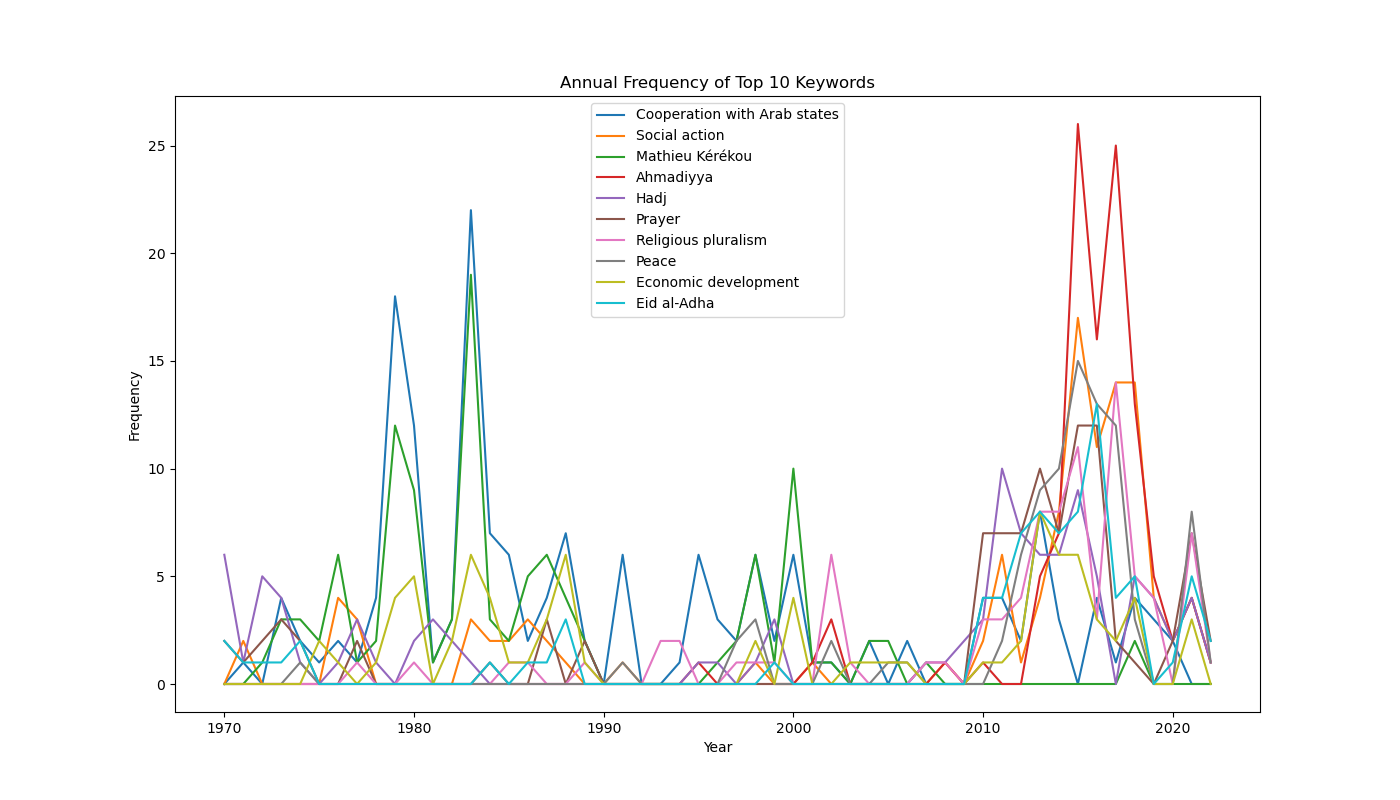 Annual Frequency of Top 10 Keywords
Cooperation with Arab states
Social action
Mathieu Kérékou
Ahmadiyya
Hadj
Prayer
Religious pluralism
Peace
Economic development
Eid al-Adha
25
20
15
10
5
0
Frequency
1970 1980 1990 2000 2010 2020
Year